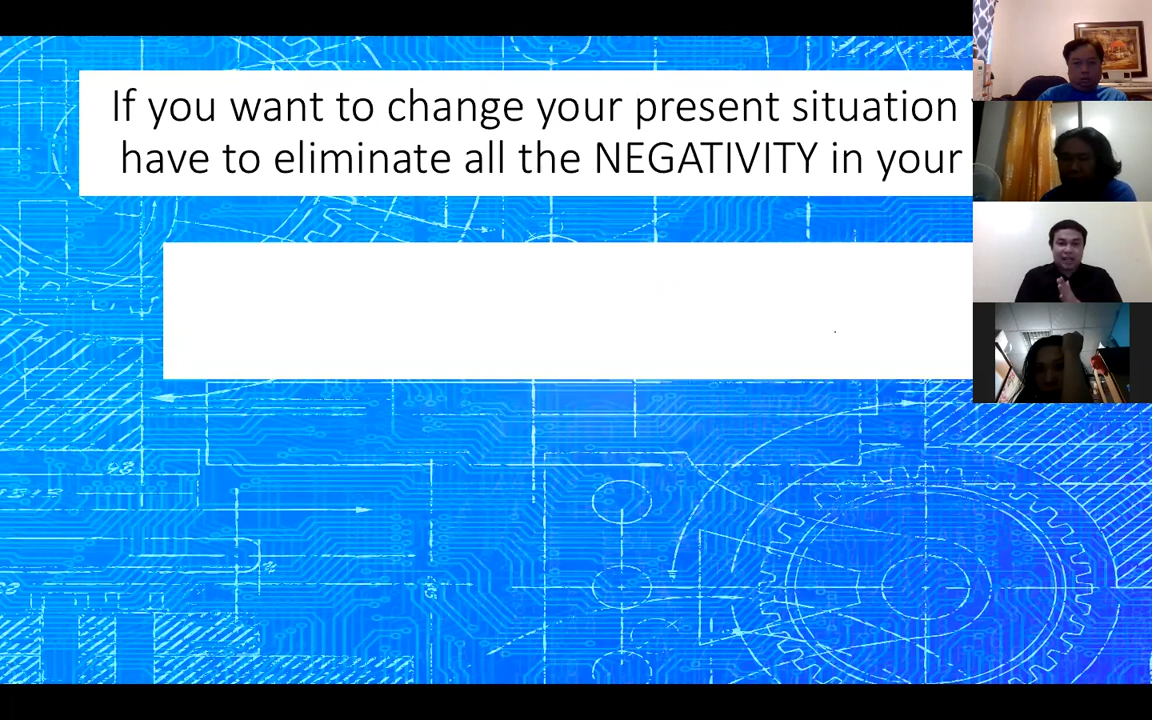 If you want to change your present situation
have to eliminate all the NEGATIVITY in your